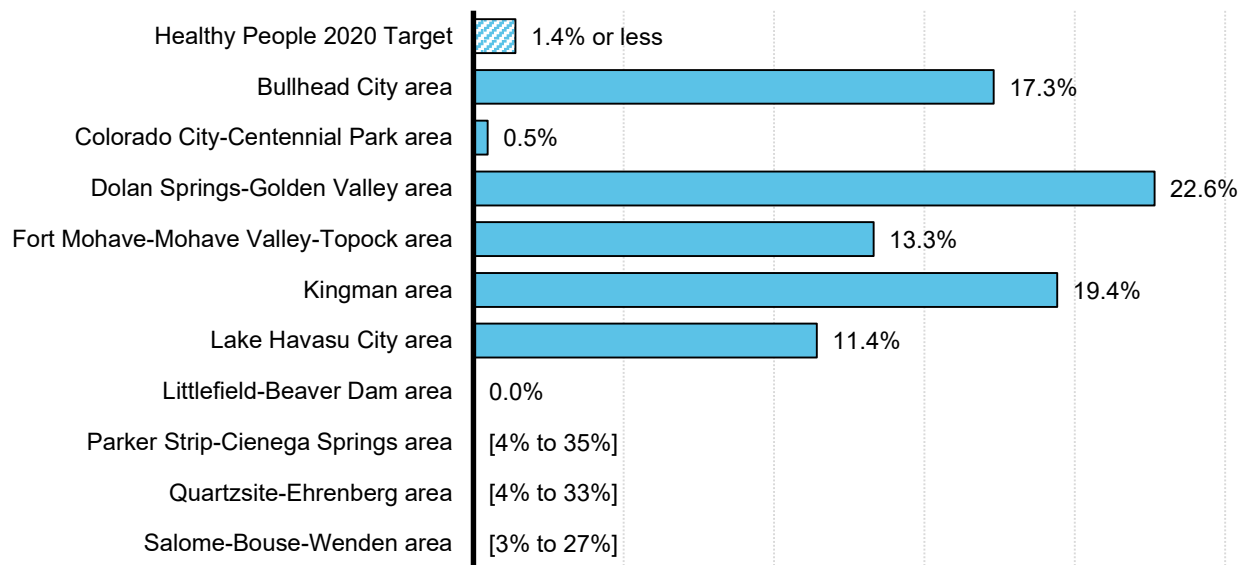 Healthy People 2020 Target 1.4% or less
Bullhead City area 17.3%
Colorado City-Centennial Park area 0.5%
Dolan Springs-Golden Valley area 22.6%
Fort Mohave-Mohave Valley-Topock area 13.3%
Kingman area 19.4%
Lake Havasu City area 11.4%
Littlefield-Beaver Dam area 0.0%
Parker Strip-Cienega Springs area [4% to 35%]
Quartzsite-Ehrenberg area [4% to 33%]
Salome-Bouse-Wenden area [3% to 27%]